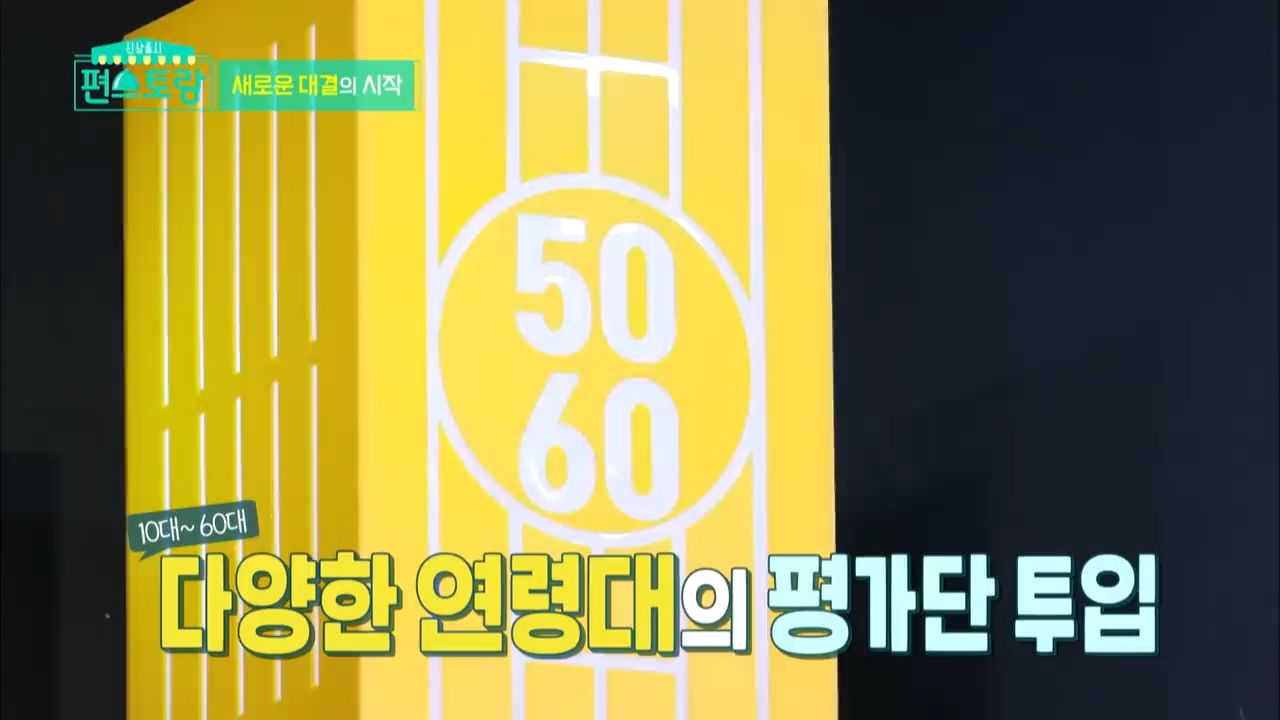 신상출시
편스토랑
새로운 대결의 시작
50
60
10대~60대
다양한 연령대의 평가단 투입